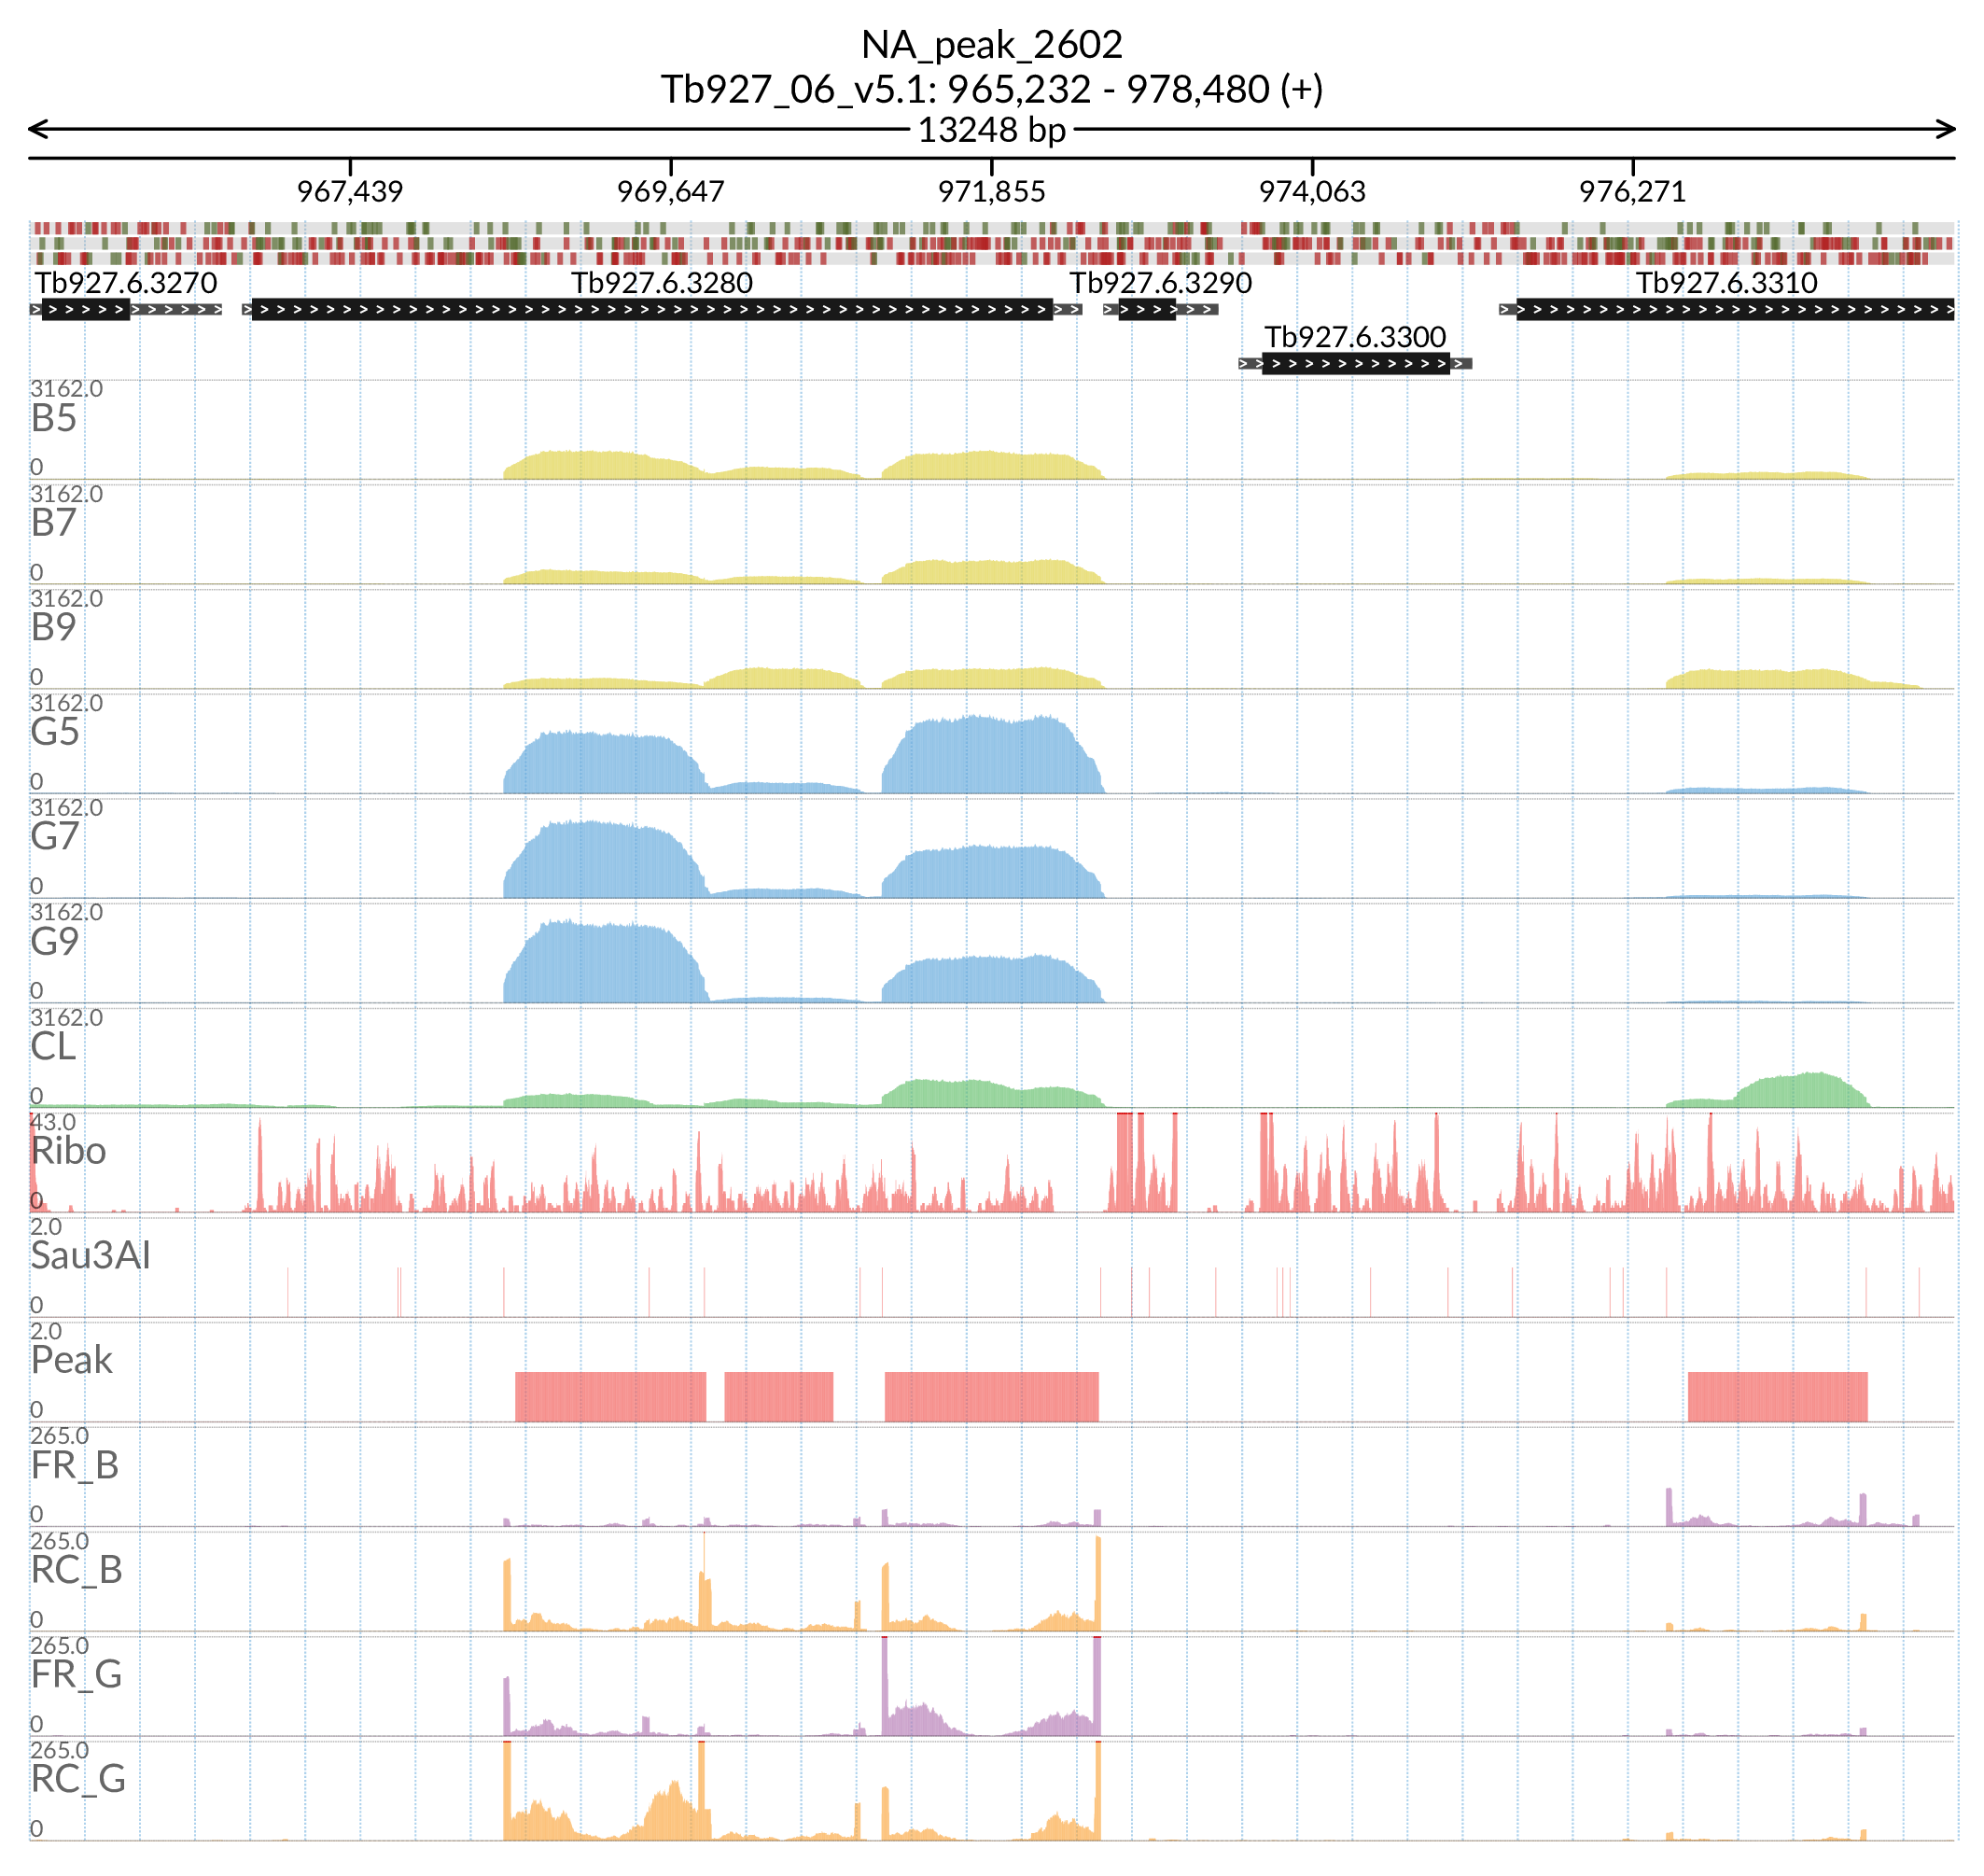 NA_peak_2602
Tb927_06_v5.1: 965,232 - 978,480 (+)
13248 bp
967,439 969,647 971,855 974,063 976,271
Tb927.6.3270 Tb927.6.3280 Tb927.6.3290 Tb927.6.3310
Tb927.6.3300
3162.0
B5
0
3162.0
B7
0
3162.0
B9
0
3162.0
G5
0
3162.0
G7
0
3162.0
G9
0
3162.0
CL
0
43.0
Ribo
0
2.0
Sau3AI
0
2.0
Peak
0
265.0
FR_B
0
265.0
RC_B
0
265.0
FR_G
0
265.0
RC_G
0